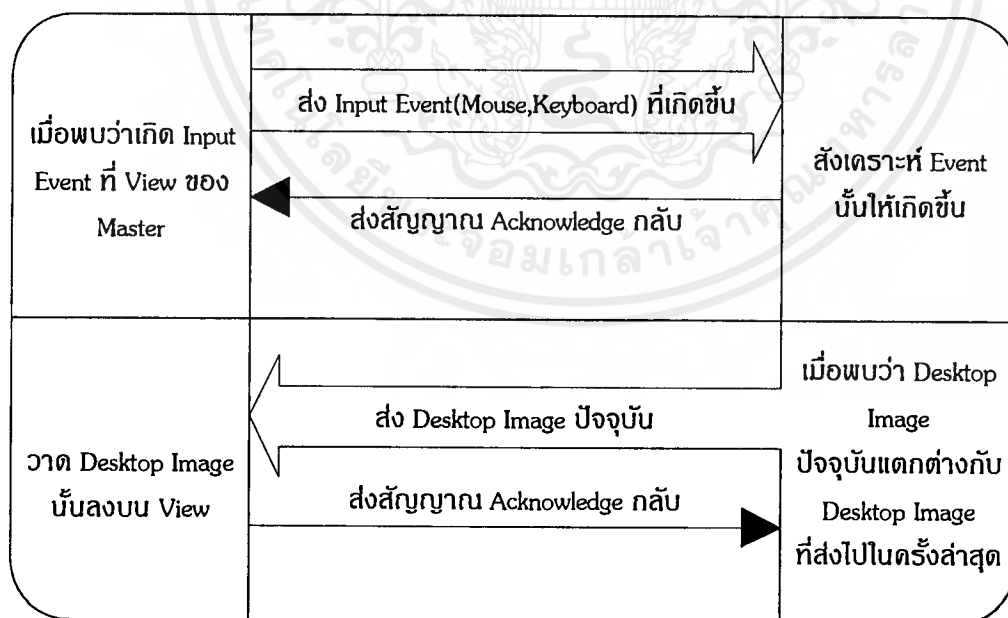 เมื่อพบว่าเกิด Input
Event ที่ View ของ
Master
ส่ง Input Event(Mouse,Keyboard) ที่เกิดขึ้น
ส่งสัญญาณ Acknowledge กลับ
สังเคราะห์ Event
นั้นให้เกิดขึ้น
วาด Desktop Image
นั้นลงบน View
ส่ง Desktop Image ปัจจุบัน
ส่งสัญญาณ Acknowledge กลับ
เมื่อพบว่า Desktop
Image
ปัจจุบันแตกต่างกับ
Desktop Image
ที่ส่งไปในครั้งล่าสุด